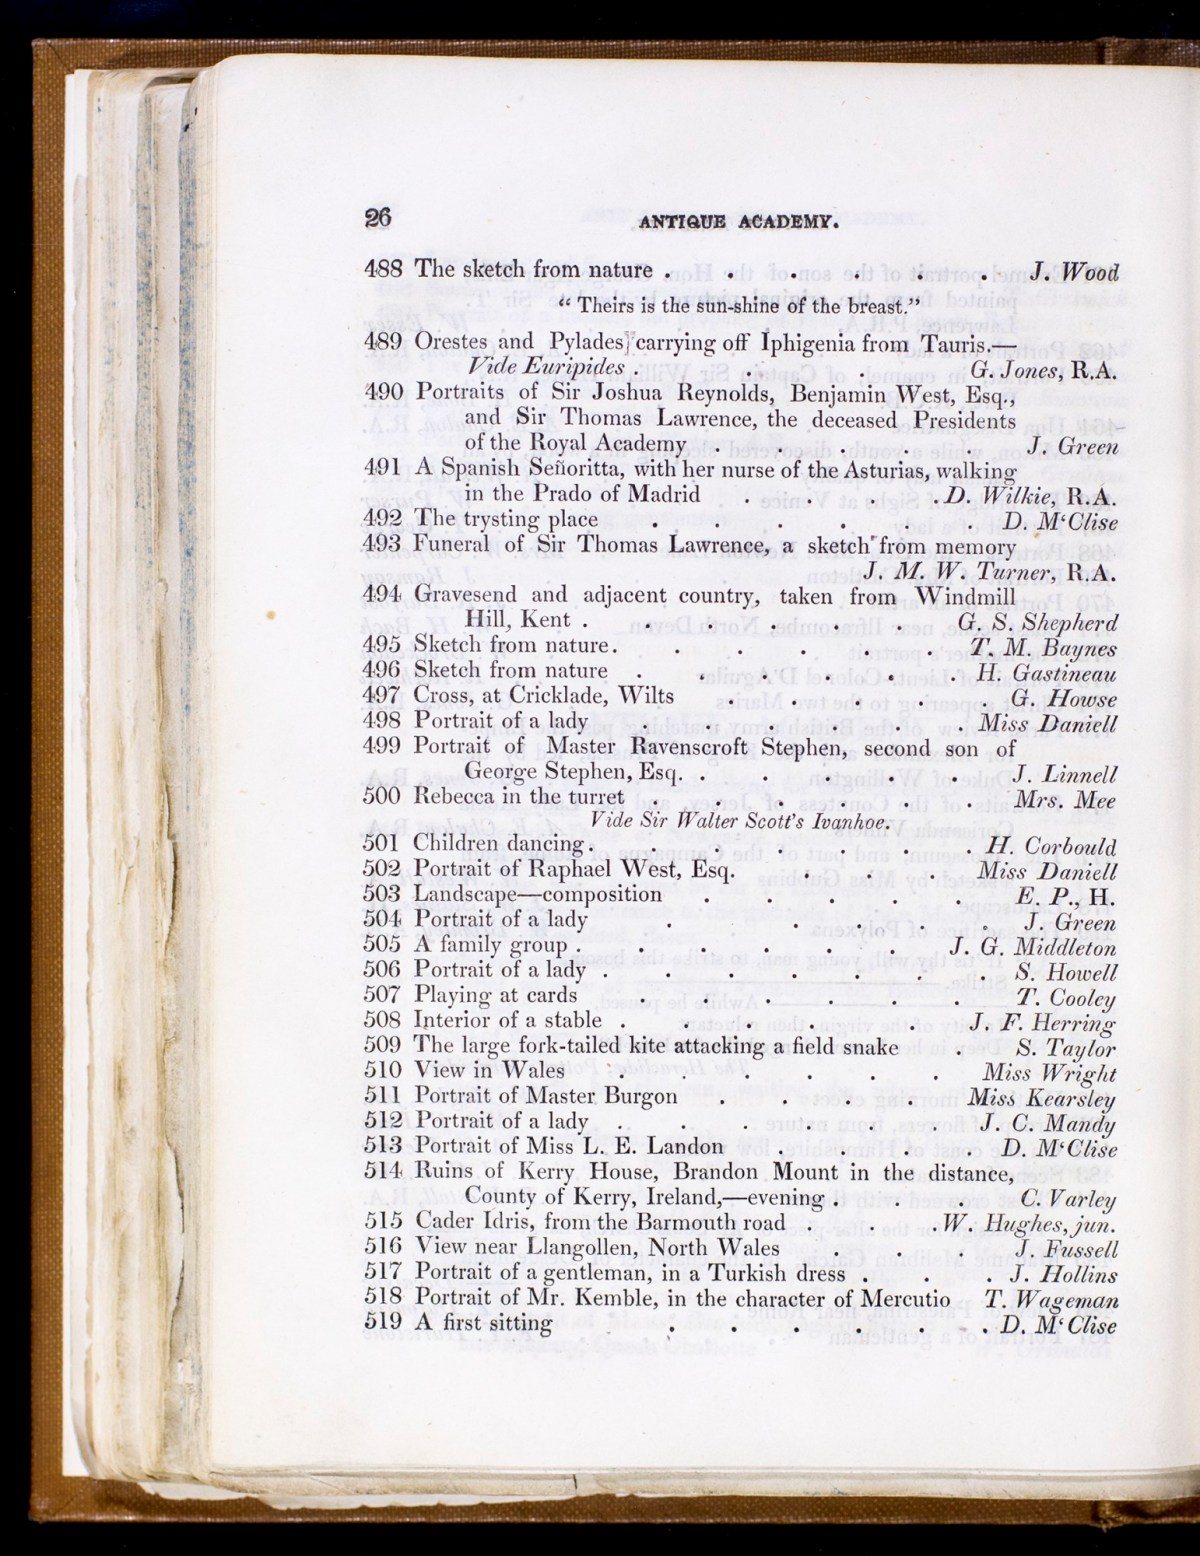 26 ANTIQUE ACADEMY.
488 The sketch from nature . . . . . . J. Wood
“ Theirs is the sun-shine of the breast.”
489 Orestes and Pylades carrying off Iphigenia from Tauris.—
Vide Euripides . . . G. Jones, R.A.
490 Portraits of Sir Joshua Reynolds, Benjamin West, Esq.,
and Sir Thomas Lawrence, the deceased Presidents
of the Royal Academy . . . . . . J. Green
491 A Spanish Señoritta, with her nurse of the Asturias, walking
in the Prado of Madrid . . . . D. Wilkie, R.A.
492 The trysting place . . . . . . D. M‘Clise
493 Funeral of Sir Thomas Lawrence, a sketch from memory
J. M. W. Turner, R.A.
494 Gravesend and adjacent country, taken from Windmill
Hill, Kent . . . . . . G. S. Shepherd
495 Sketch from nature . . . . . . T. M. Baynes
496 Sketch from nature . . . . . . H. Gastineau
497 Cross, at Cricklade, Wilts . . . . G. Howse
498 Portrait of a lady . . . . . . Miss Daniell
499 Portrait of Master Ravenscroft Stephen, second son of
George Stephen, Esq. . . . . . J. Linnell
500 Rebecca in the turret . . . . . . Mrs. Mee
Vide Sir Walter Scott’s Ivanhoe.
501 Children dancing . . . . . . . H. Corbould
502 Portrait of Raphael West, Esq. . . . Miss Daniell
503 Landscape—composition . . . . . E. P., H.
504 Portrait of a lady . . . . . J. Green
505 A family group . . . . . . J. G. Middleton
506 Portrait of a lady . . . . . . . S. Howell
507 Playing at cards . . . . . . T. Cooley
508 Interior of a stable . . . . . . J. F. Herring
509 The large fork-tailed kite attacking a field snake . S. Taylor
510 View in Wales . . . . . . Miss Wright
511 Portrait of Master Burgon . . . . Miss Kearsley
512 Portrait of a lady . . . . . . J. C. Mandy
513 Portrait of Miss L. E. Landon . . . . D. M‘Clise
514 Ruins of Kerry House, Brandon Mount in the distance,
County of Kerry, Ireland,—evening . . . C. Varley
515 Cader Idris, from the Barmouth road . . . W. Hughes, jun.
516 View near Llangollen, North Wales . . . J. Fussell
517 Portrait of a gentleman, in a Turkish dress . . . J. Hollins
518 Portrait of Mr. Kemble, in the character of Mercutio T. Wageman
519 A first sitting . . . . . . D. M‘Clise